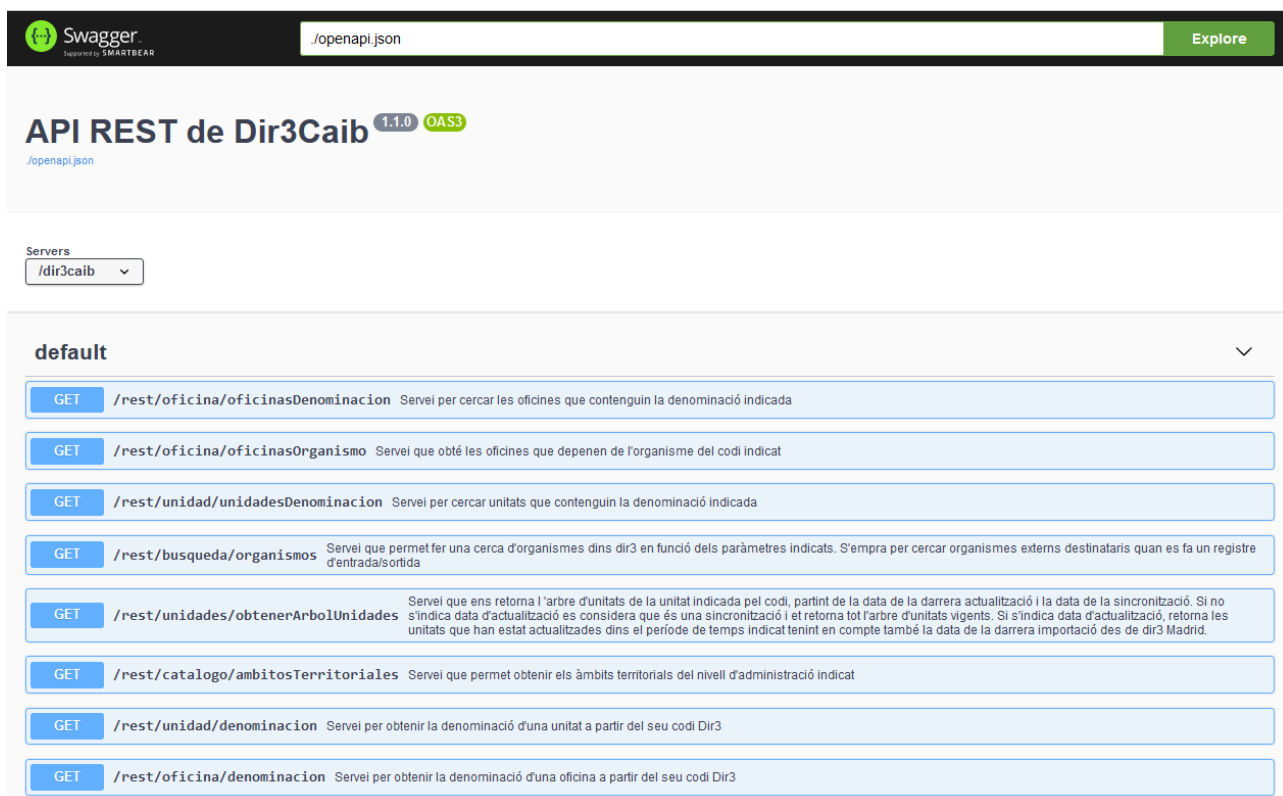 Swagger.
Supported by SMARTBEAR
./openapi.json
Explore
API REST de Dir3Caib 1.1.0 OAS3
./openapi.json
Servers
/dir3caib
default
GET /rest/oficina/oficinasDenominacion Servei per cercar les oficines que contenguin la denominació indicada
GET /rest/oficina/oficinasOrganismo Servei que obté les oficines que depenen de l'organisme del codi indicat
GET /rest/unidad/unidadesDenominacion Servei per cercar unitats que contenguin la denominació indicada
GET /rest/busqueda/organismos Servei que permet fer una cerca d'organismes dins dir3 en funció dels paràmetres indicats. S'empra per cercar organismes externs destinataris quan es fa un registre
d'entrada/sortida
GET /rest/unidades/obtenerArbolUnidades Servei que ens retorna l 'arbre d'unitats de la unitat indicada pel codi, partint de la data de la darrera actualització i la data de la sincronització. Si no
s'indica data d'actualització es considera que és una sincronització i et retorna tot l'arbre d'unitats vigents. Si s'indica data d'actualització, retorna les
unitats que han estat actualitzades dins el període de temps indicat tenint en compte també la data de la darrera importació des de dir3 Madrid.
GET /rest/catalogo/ambitosTerritoriales Servei que permet obtenir els àmbits territorials del nivell d'administració indicat
GET /rest/unidad/denominacion Servei per obtenir la denominació d'una unitat a partir del seu codi Dir3
GET /rest/oficina/denominacion Servei per obtenir la denominació d'una oficina a partir del seu codi Dir3